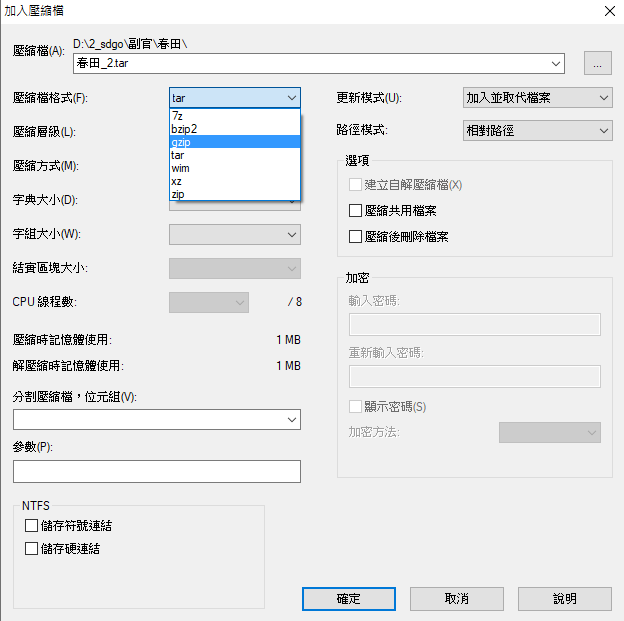 加入壓縮檔
壓縮檔(A):
D:\2_sdgo\副官\春田\
春田_2.tar
...
壓縮檔格式(F):
tar
7z
bzip2
gzip
tar
wim
xz
zip
壓縮層級(L):
壓縮方式(M):
字典大小(D):
字組大小(W):
結實區塊大小:
CPU 線程數:
/ 8
壓縮時記憶體使用:
1 MB
解壓縮時記憶體使用:
1 MB
分割壓縮檔，位元組(V):
參數(P):
NTFS
儲存符號連結
儲存硬連結
更新模式(U):
加入並取代檔案
路徑模式:
相對路徑
選項
建立自解壓縮檔(X)
壓縮共用檔案
壓縮後刪除檔案
加密
輸入密碼:
重新輸入密碼:
顯示密碼(S)
加密方法:
確定
取消
說明